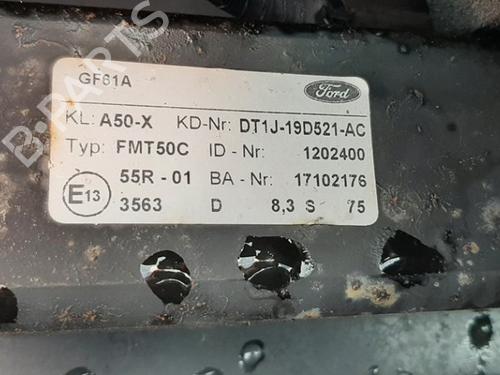 GF61A
Ford
KL: A50-X KD-Nr: DT1J-19D521-AC
Typ: FMT50C ID - Nr: 1202400
E13 55R - 01 BA - Nr: 17102176
3563 D 8,3 S 75
B-PARTS